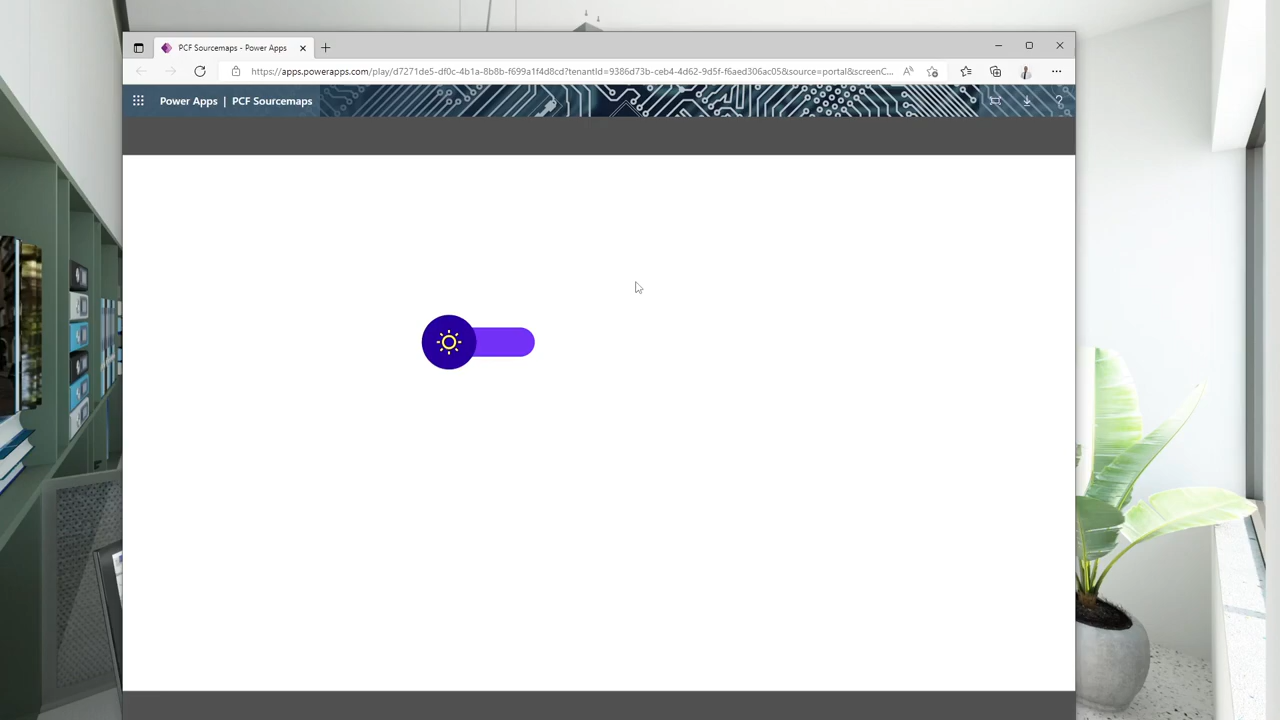 PCF Sourcemaps - Power Apps
https://apps.powerapps.com/play/d7271de5-df0c-4b1a-8b8b-f699a1f4d8cd?tenantId=9386d73b-ceb4-4d62-9d5f-f6aed306ac05&source=portal&screenC...
Power Apps | PCF Sourcemaps